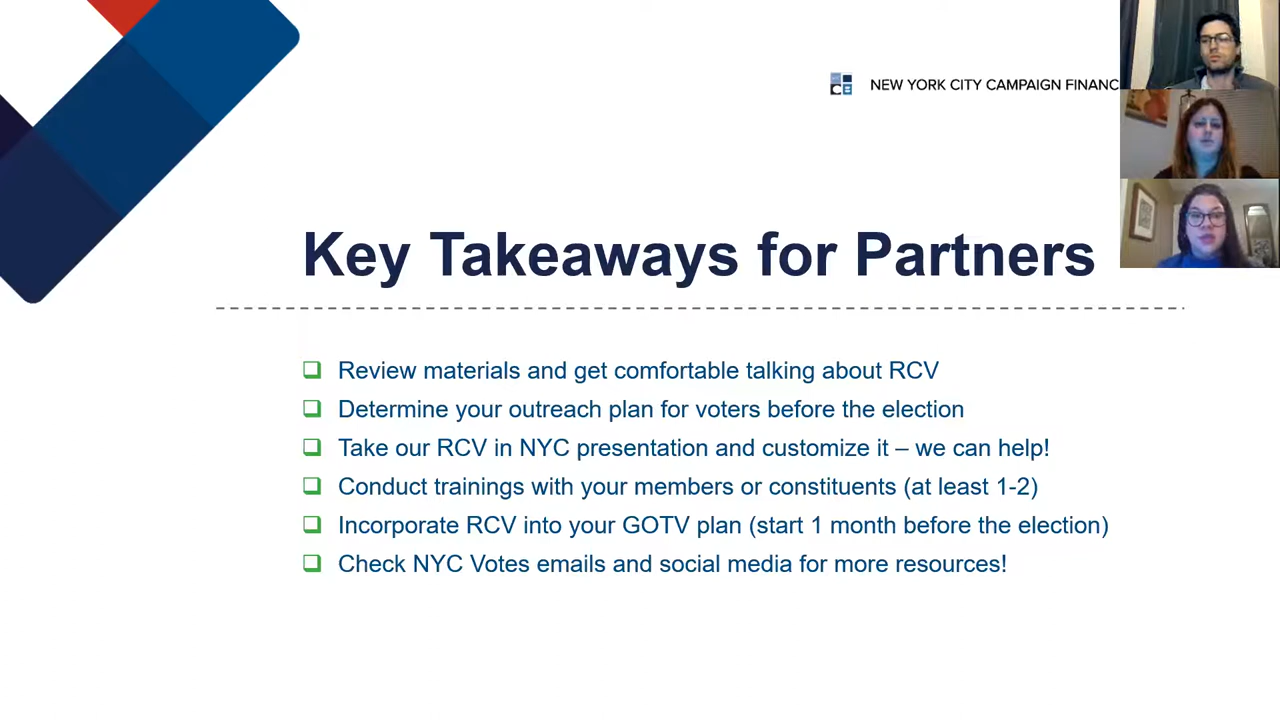 NEW YORK CITY CAMPAIGN FINANC
Key Takeaways for Partners
Review materials and get comfortable talking about RCV
Determine your outreach plan for voters before the election
Take our RCV in NYC presentation and customize it – we can help!
Conduct trainings with your members or constituents (at least 1-2)
Incorporate RCV into your GOTV plan (start 1 month before the election)
Check NYC Votes emails and social media for more resources!